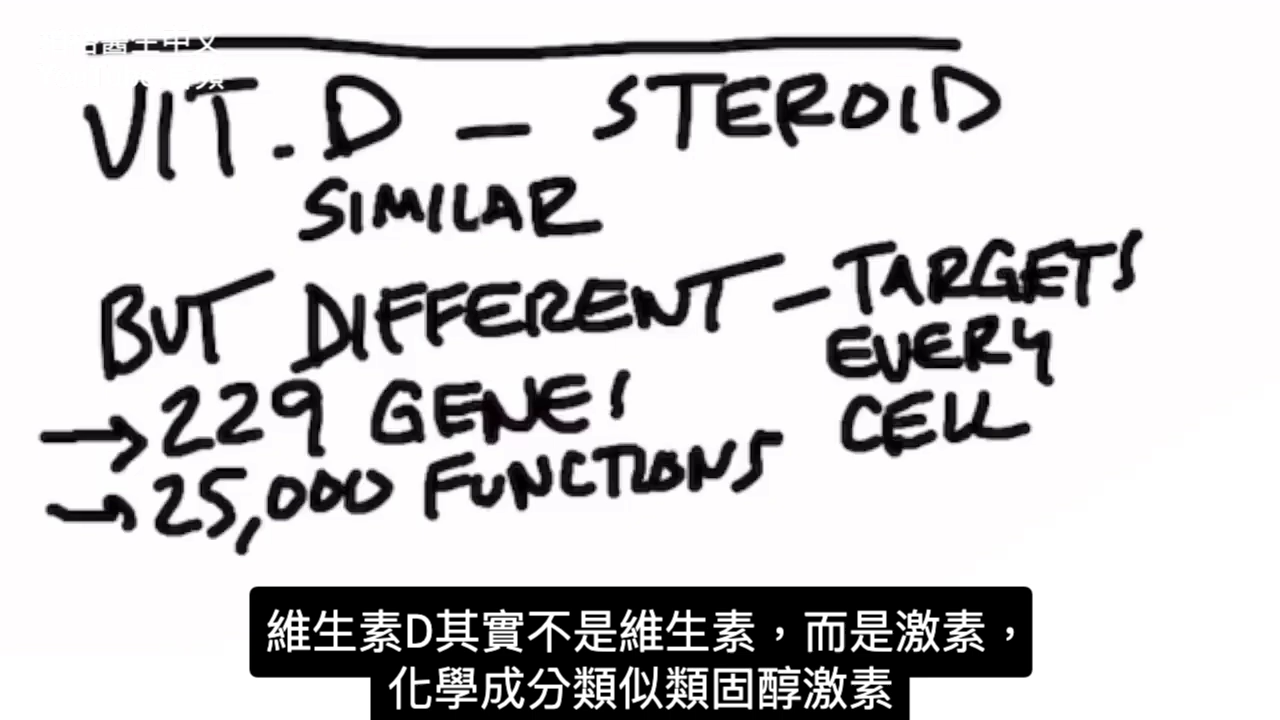 VIT. D — STEROID
SIMILAR
BUT DIFFERENT — TARGETS
EVERY
CELL
→ 229 GENES
→ 25,000 FUNCTIONS
維生素D其實不是維生素，而是激素，
化學成分類似類固醇激素